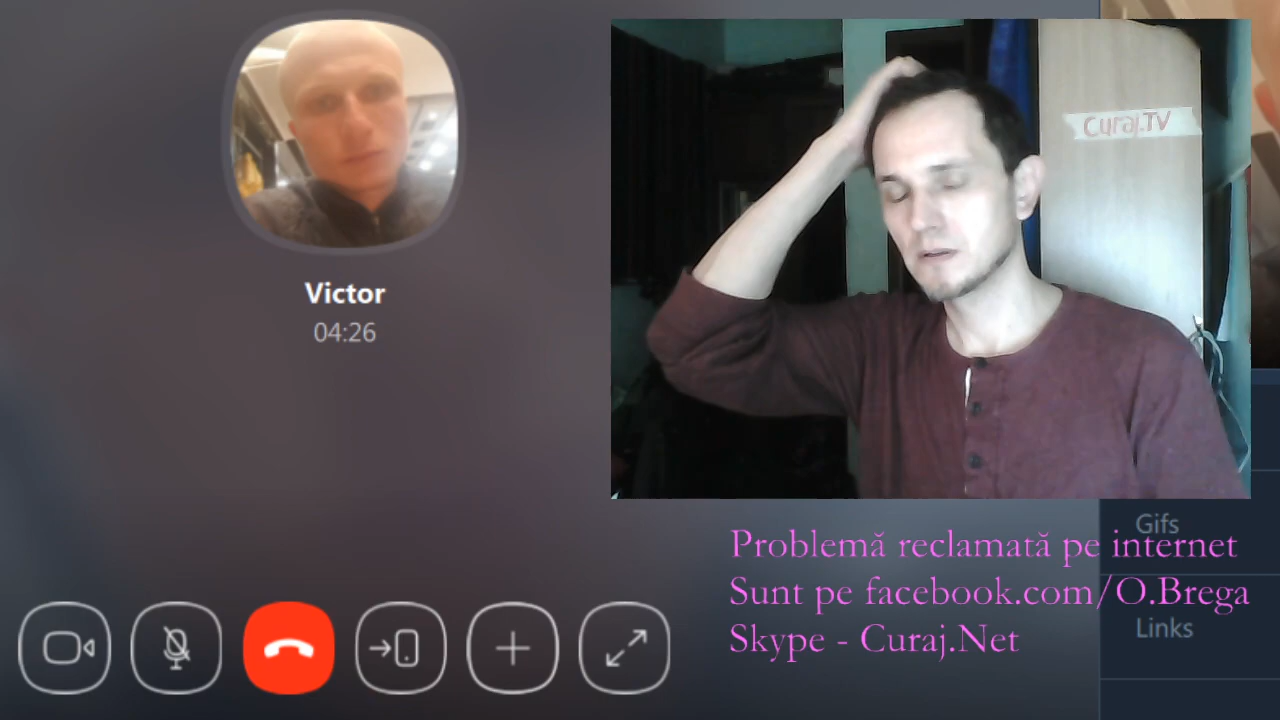 Victor
04:26
Curaj.TV
Gifs
Problemă reclamată pe internet
Sunt pe facebook.com/O.Brega
Links
Skype - Curaj.Net